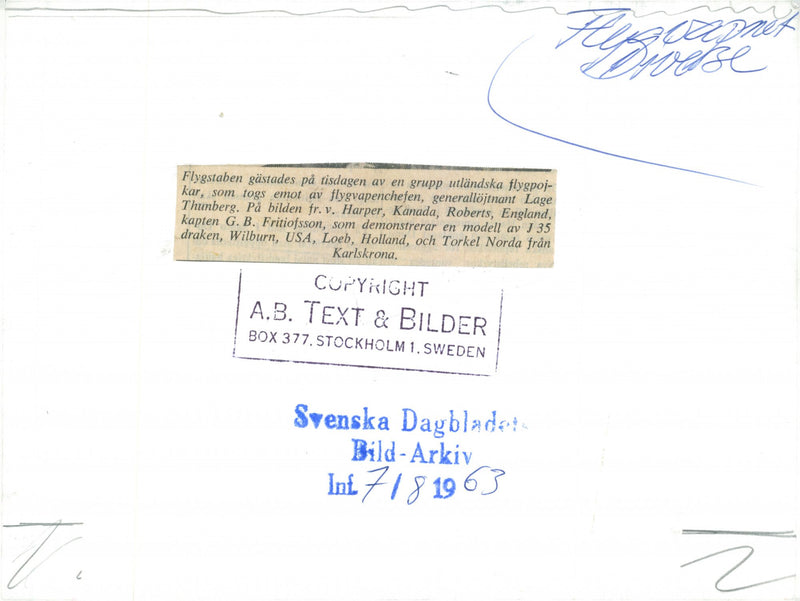 Flygvapnet
Diverse
Flygstaben gästades på tisdagen av en grupp utländska flygpoj-
kar, som togs emot av flygvapenchefen, generallöjtnant Lage
Thunberg. På bilden fr. v. Harper, Kanada, Roberts, England,
kapten G. B. Fritiofsson, som demonstrerar en modell av J 35
draken, Wilburn, USA, Loeb, Holland, och Torkel Norda från
Karlskrona.
COPYRIGHT
A.B. TEXT & BILDER
BOX 377. STOCKHOLM 1. SWEDEN
Svenska Dagbladets
Bild-Arkiv
Inf. 7/8 1963